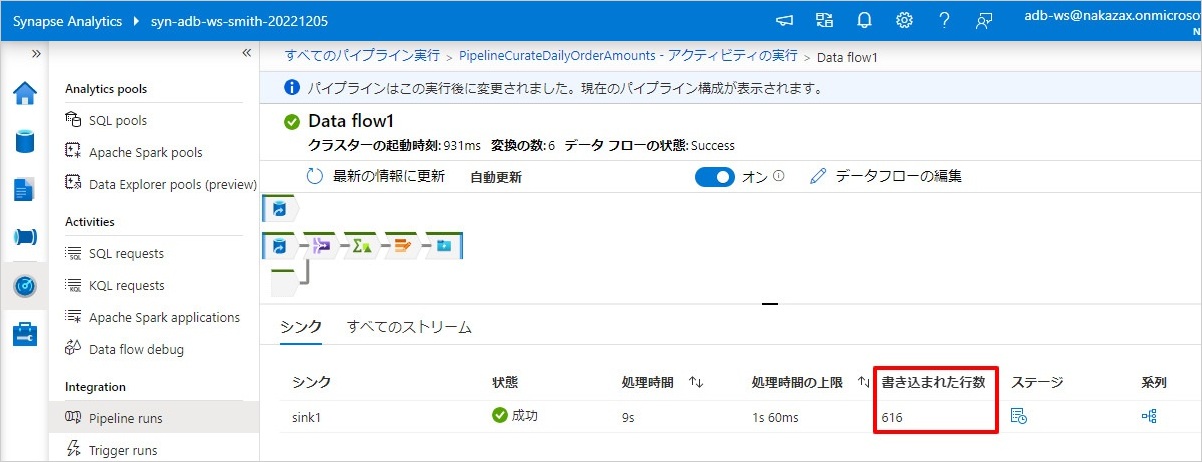 Synapse Analytics ▸ syn-adb-ws-smith-20221205
adb-ws@nakazax.onmicroso
すべてのパイプライン実行 > PipelineCurateDailyOrderAmounts - アクティビティの実行 > Data flow1
Analytics pools
SQL pools
Apache Spark pools
Data Explorer pools (preview)
Activities
SQL requests
KQL requests
Apache Spark applications
Data flow debug
Integration
Pipeline runs
Trigger runs
パイプラインはこの実行後に変更されました。現在のパイプライン構成が表示されます。
Data flow1
クラスターの起動時刻: 931ms 変換の数: 6 データ フローの状態: Success
最新の情報に更新 自動更新 オン データフローの編集
シンク すべてのストリーム
シンク 状態 処理時間 処理時間の上限 書き込まれた行数 ステージ 系列
sink1 成功 9s 1s 60ms 616